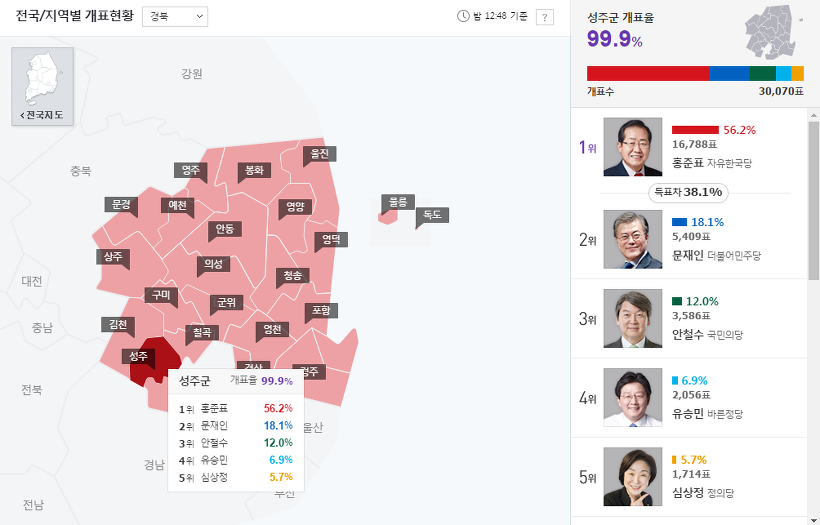 전국/지역별 개표현황 경북
밤 12:48 기준 ?
전국지도
강원
충북
대전
충남
전북
전남
경남
울산
부산
울진
영주
봉화
문경
예천
영양
울릉
독도
안동
영덕
상주
의성
청송
구미
군위
포항
김천
칠곡
영천
성주
경산
경주
성주군 개표율 99.9%
1위 홍준표 56.2%
2위 문재인 18.1%
3위 안철수 12.0%
4위 유승민 6.9%
5위 심상정 5.7%
성주군 개표율
99.9%
개표수 30,070표
1위
56.2%
16,788표
홍준표 자유한국당
득표차 38.1%
2위
18.1%
5,409표
문재인 더불어민주당
3위
12.0%
3,586표
안철수 국민의당
4위
6.9%
2,056표
유승민 바른정당
5위
5.7%
1,714표
심상정 정의당